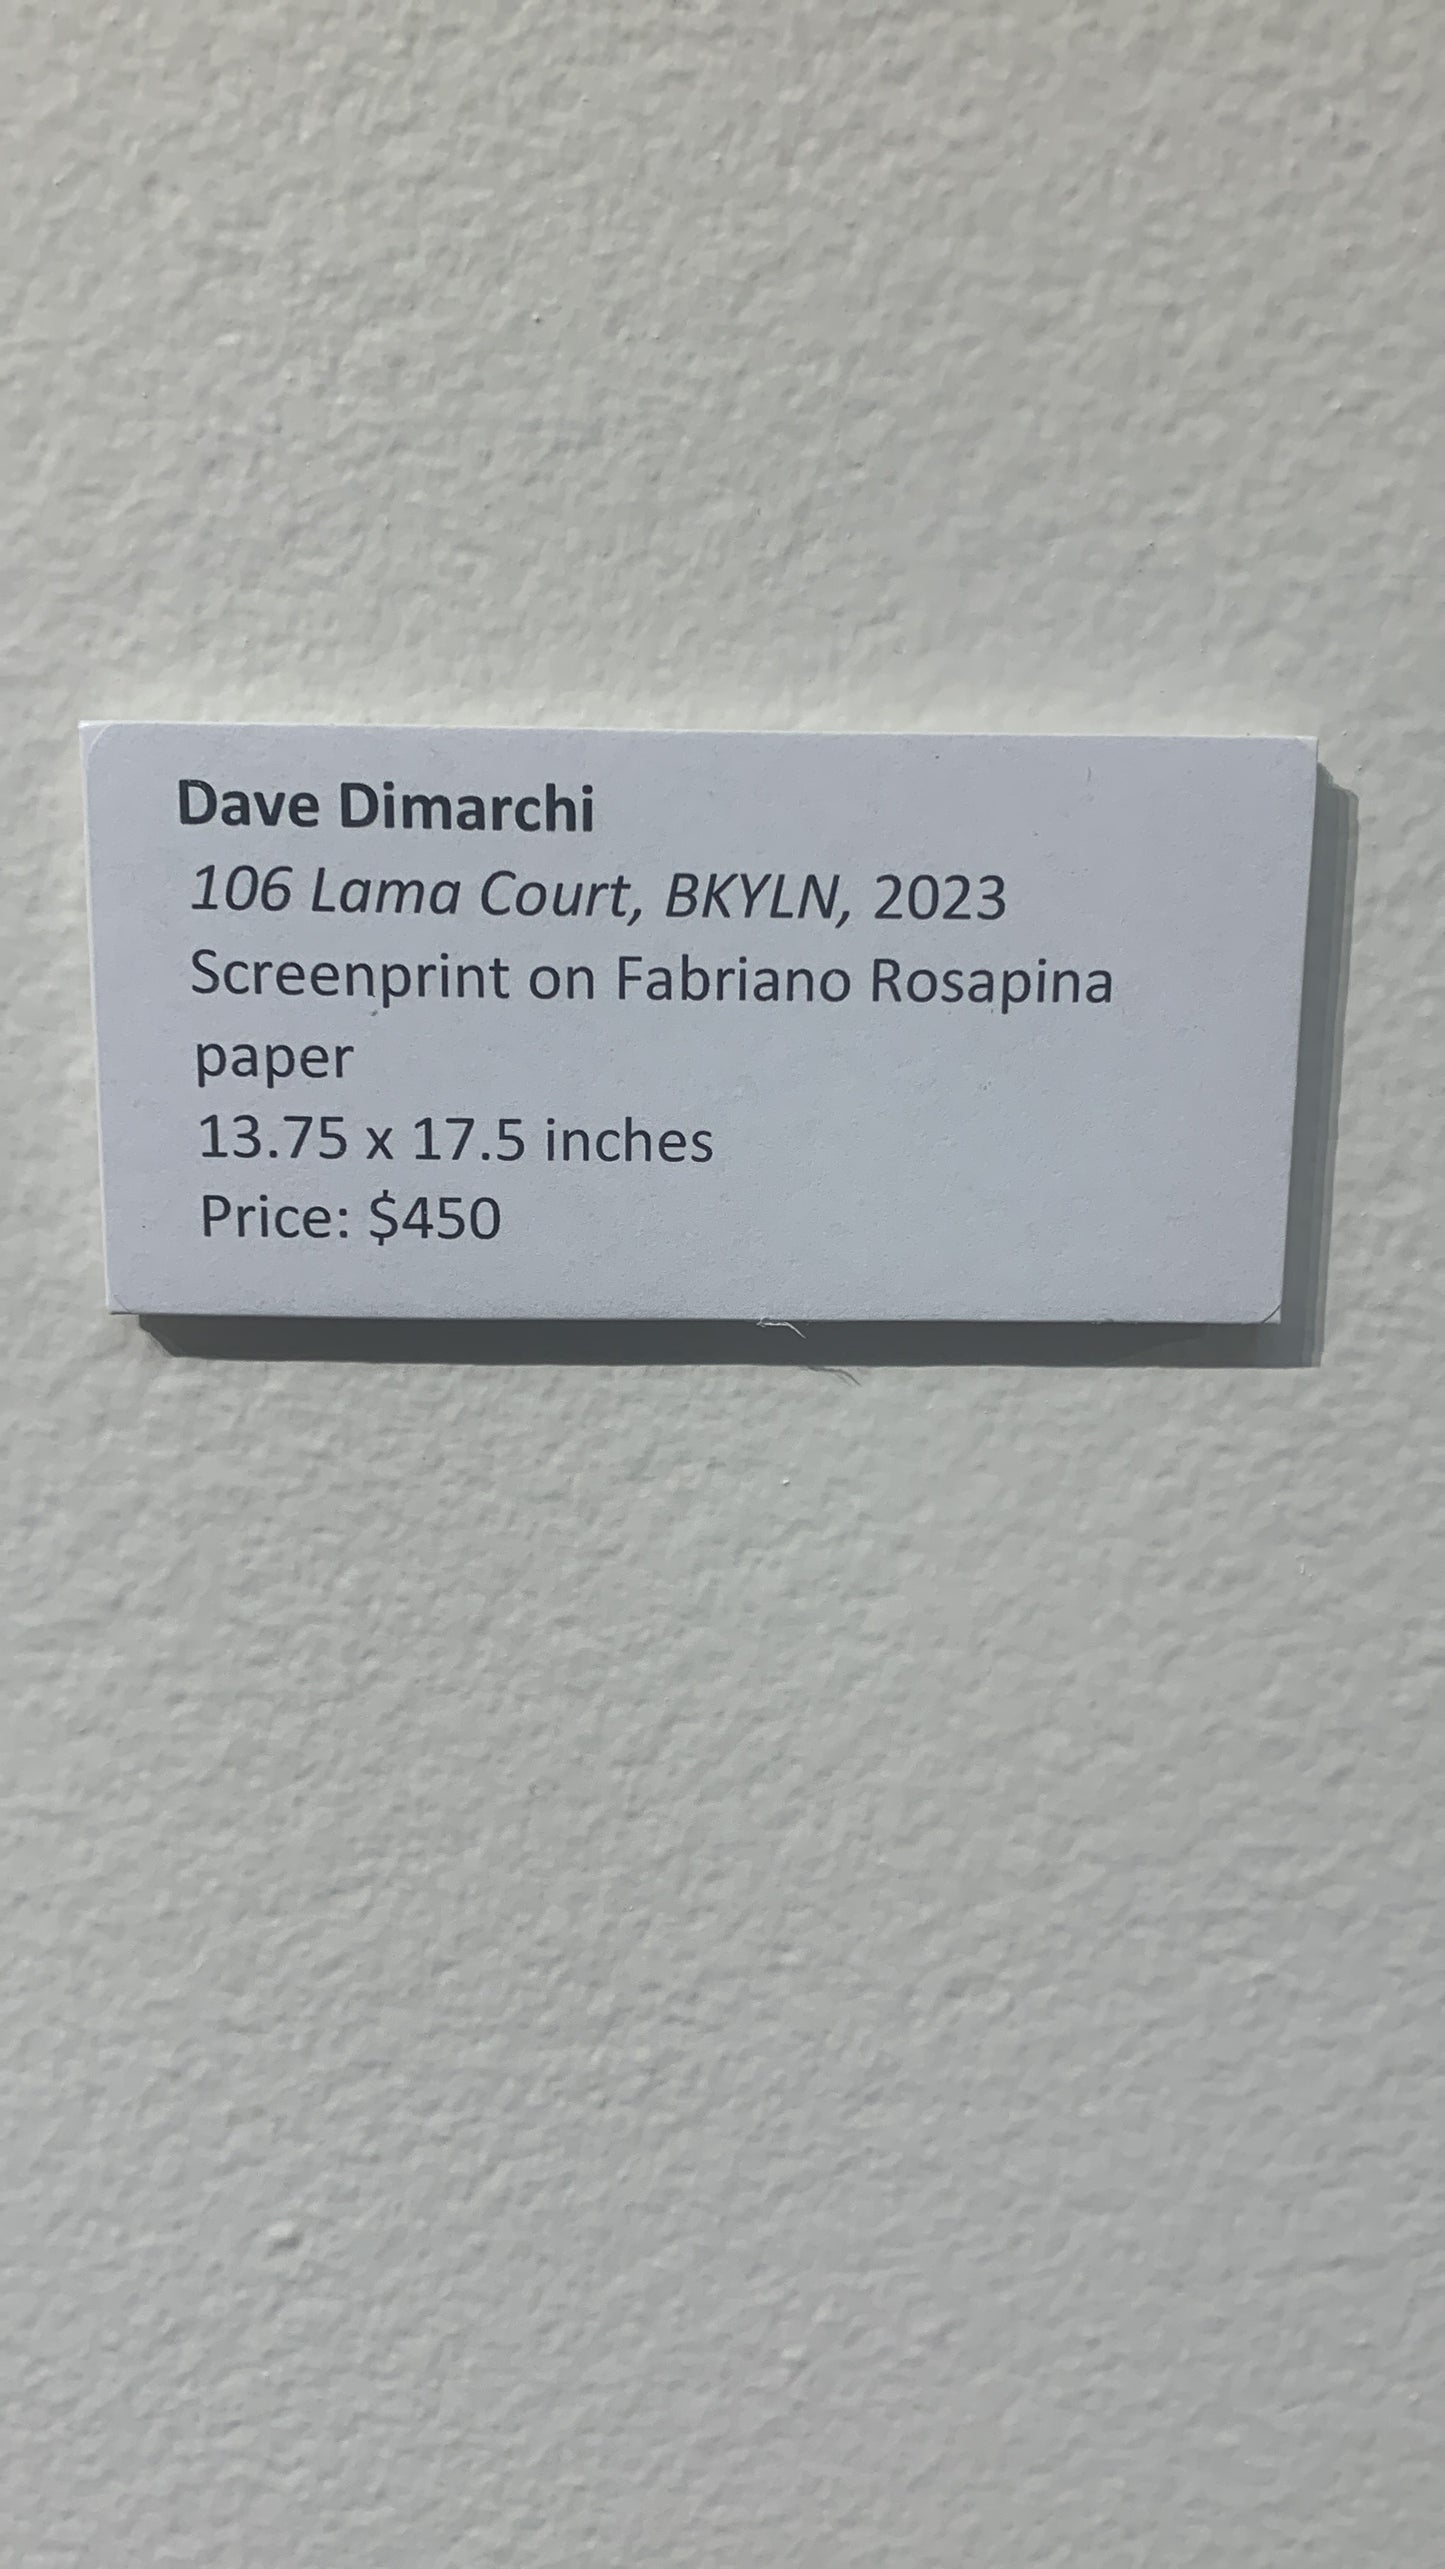 Dave Dimarchi
106 Lama Court, BKYLN, 2023
Screenprint on Fabriano Rosapina
paper
13.75 x 17.5 inches
Price: $450